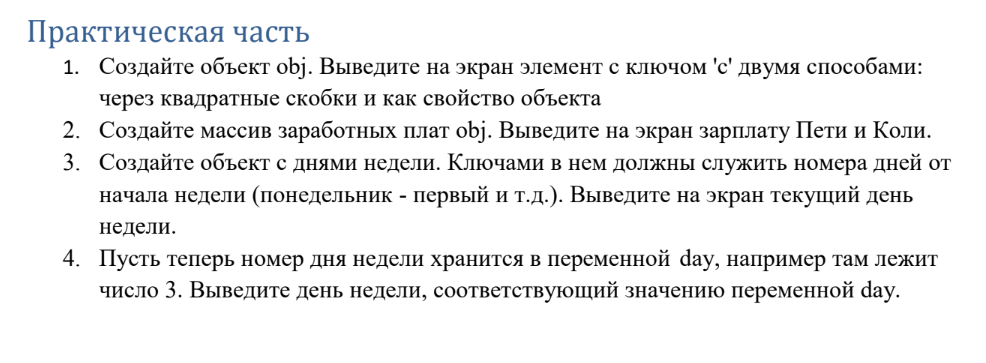 Практическая часть
1. Создайте объект obj. Выведите на экран элемент с ключом 'c' двумя способами:
через квадратные скобки и как свойство объекта
2. Создайте массив заработных плат obj. Выведите на экран зарплату Пети и Коли.
3. Создайте объект с днями недели. Ключами в нем должны служить номера дней от
начала недели (понедельник - первый и т.д.). Выведите на экран текущий день
недели.
4. Пусть теперь номер дня недели хранится в переменной day, например там лежит
число 3. Выведите день недели, соответствующий значению переменной day.